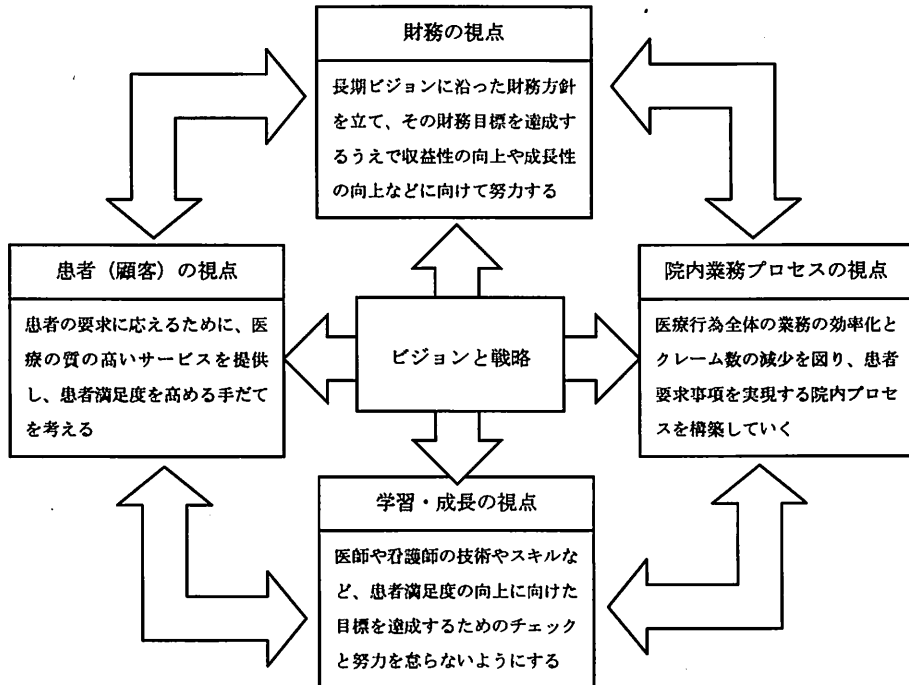 財務の視点
長期ビジョンに沿った財務方針
を立て、その財務目標を達成す
るうえで収益性の向上や成長性
の向上などに向けて努力する
患者（顧客）の視点
患者の要求に応えるために、医
療の質の高いサービスを提供
し、患者満足度を高める手だて
を考える
ビジョンと戦略
院内業務プロセスの視点
医療行為全体の業務の効率化と
クレーム数の減少を図り、患者
要求事項を実現する院内プロセ
スを構築していく
学習・成長の視点
医師や看護師の技術やスキルな
ど、患者満足度の向上に向けた
目標を達成するためのチェック
と努力を怠らないようにする